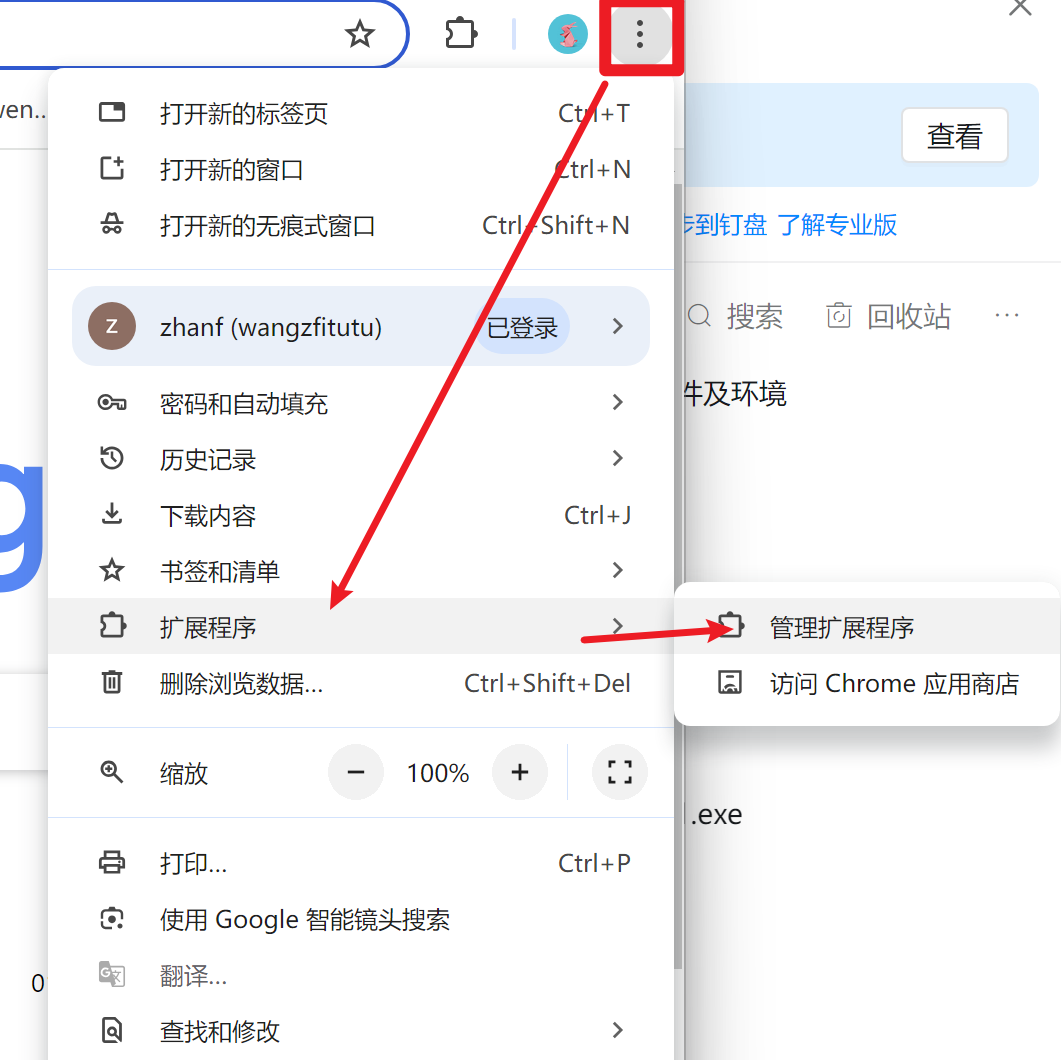 打开新的标签页 Ctrl+T
打开新的窗口 Ctrl+N
打开新的无痕式窗口 Ctrl+Shift+N
查看
到钉盘 了解专业版
Z zhanf (wangzfitutu) 已登录
搜索 回收站 ...
密码和自动填充
及环境
历史记录
下载内容 Ctrl+J
书签和清单
扩展程序
管理扩展程序
删除浏览数据... Ctrl+Shift+Del
访问 Chrome 应用商店
缩放 − 100% +
.exe
打印... Ctrl+P
使用 Google 智能镜头搜索
翻译...
0
查找和修改